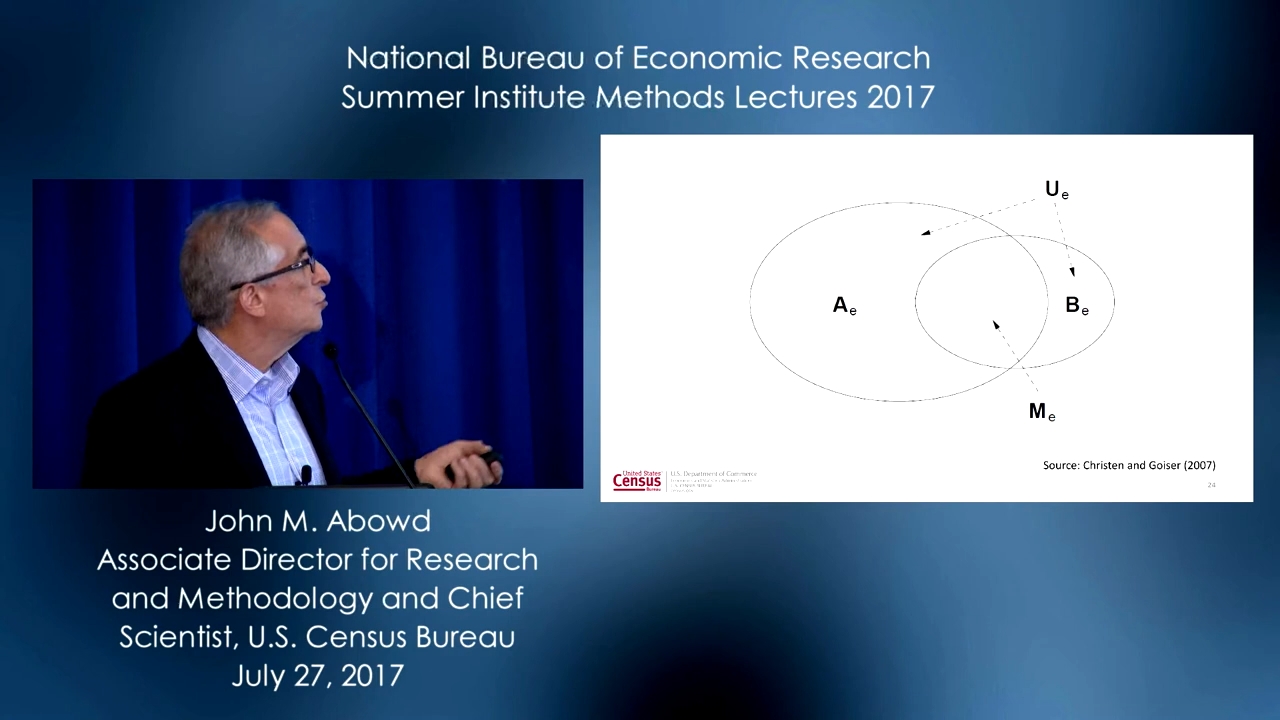 National Bureau of Economic Research
Summer Institute Methods Lectures 2017
Ue
Ae
Be
Me
Source: Christen and Goiser (2007)
United States
Census
Bureau
U.S. Department of Commerce
24
John M. Abowd
Associate Director for Research
and Methodology and Chief
Scientist, U.S. Census Bureau
July 27, 2017